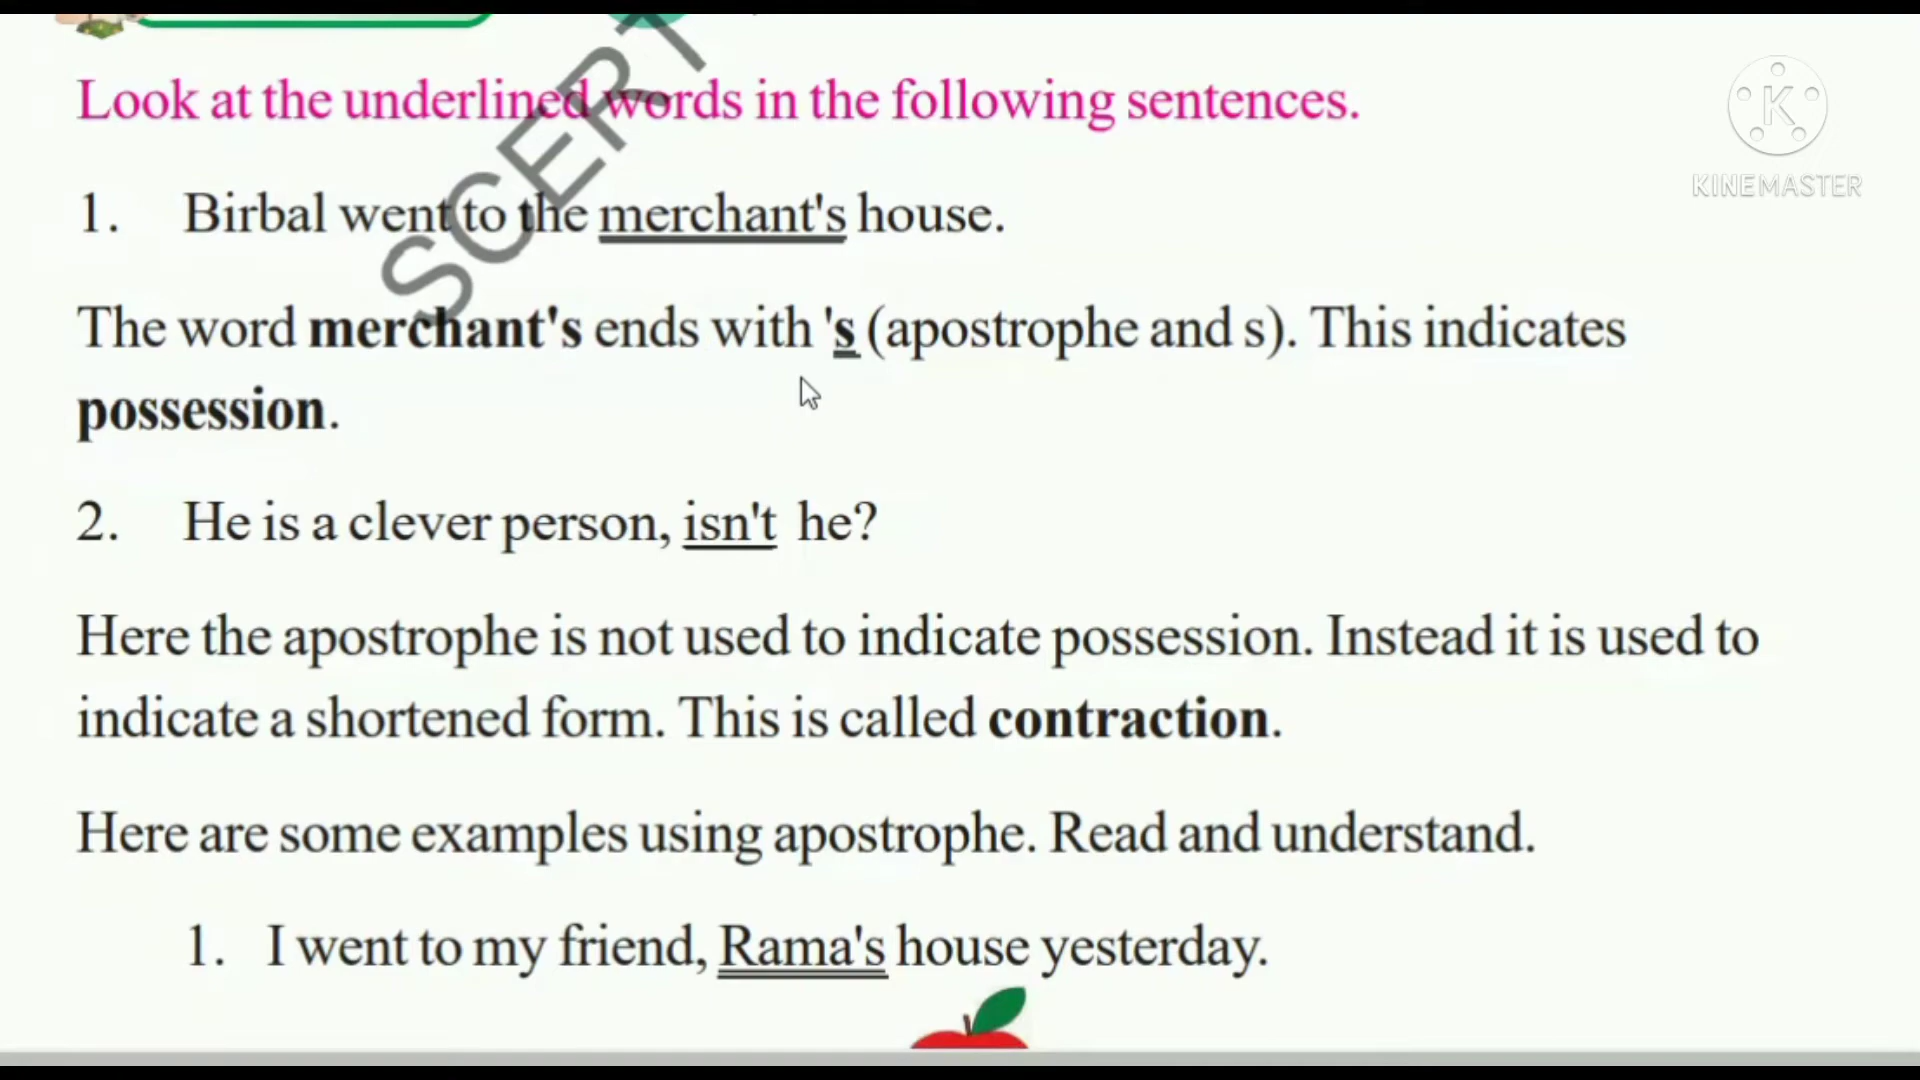 Look at the underlined words in the following sentences.
K
KINEMASTER
1. Birbal went to the merchant's house.
SCERT
The word merchant's ends with 's (apostrophe and s). This indicates
possession.
2. He is a clever person, isn't he?
Here the apostrophe is not used to indicate possession. Instead it is used to
indicate a shortened form. This is called contraction.
Here are some examples using apostrophe. Read and understand.
1. I went to my friend, Rama's house yesterday.